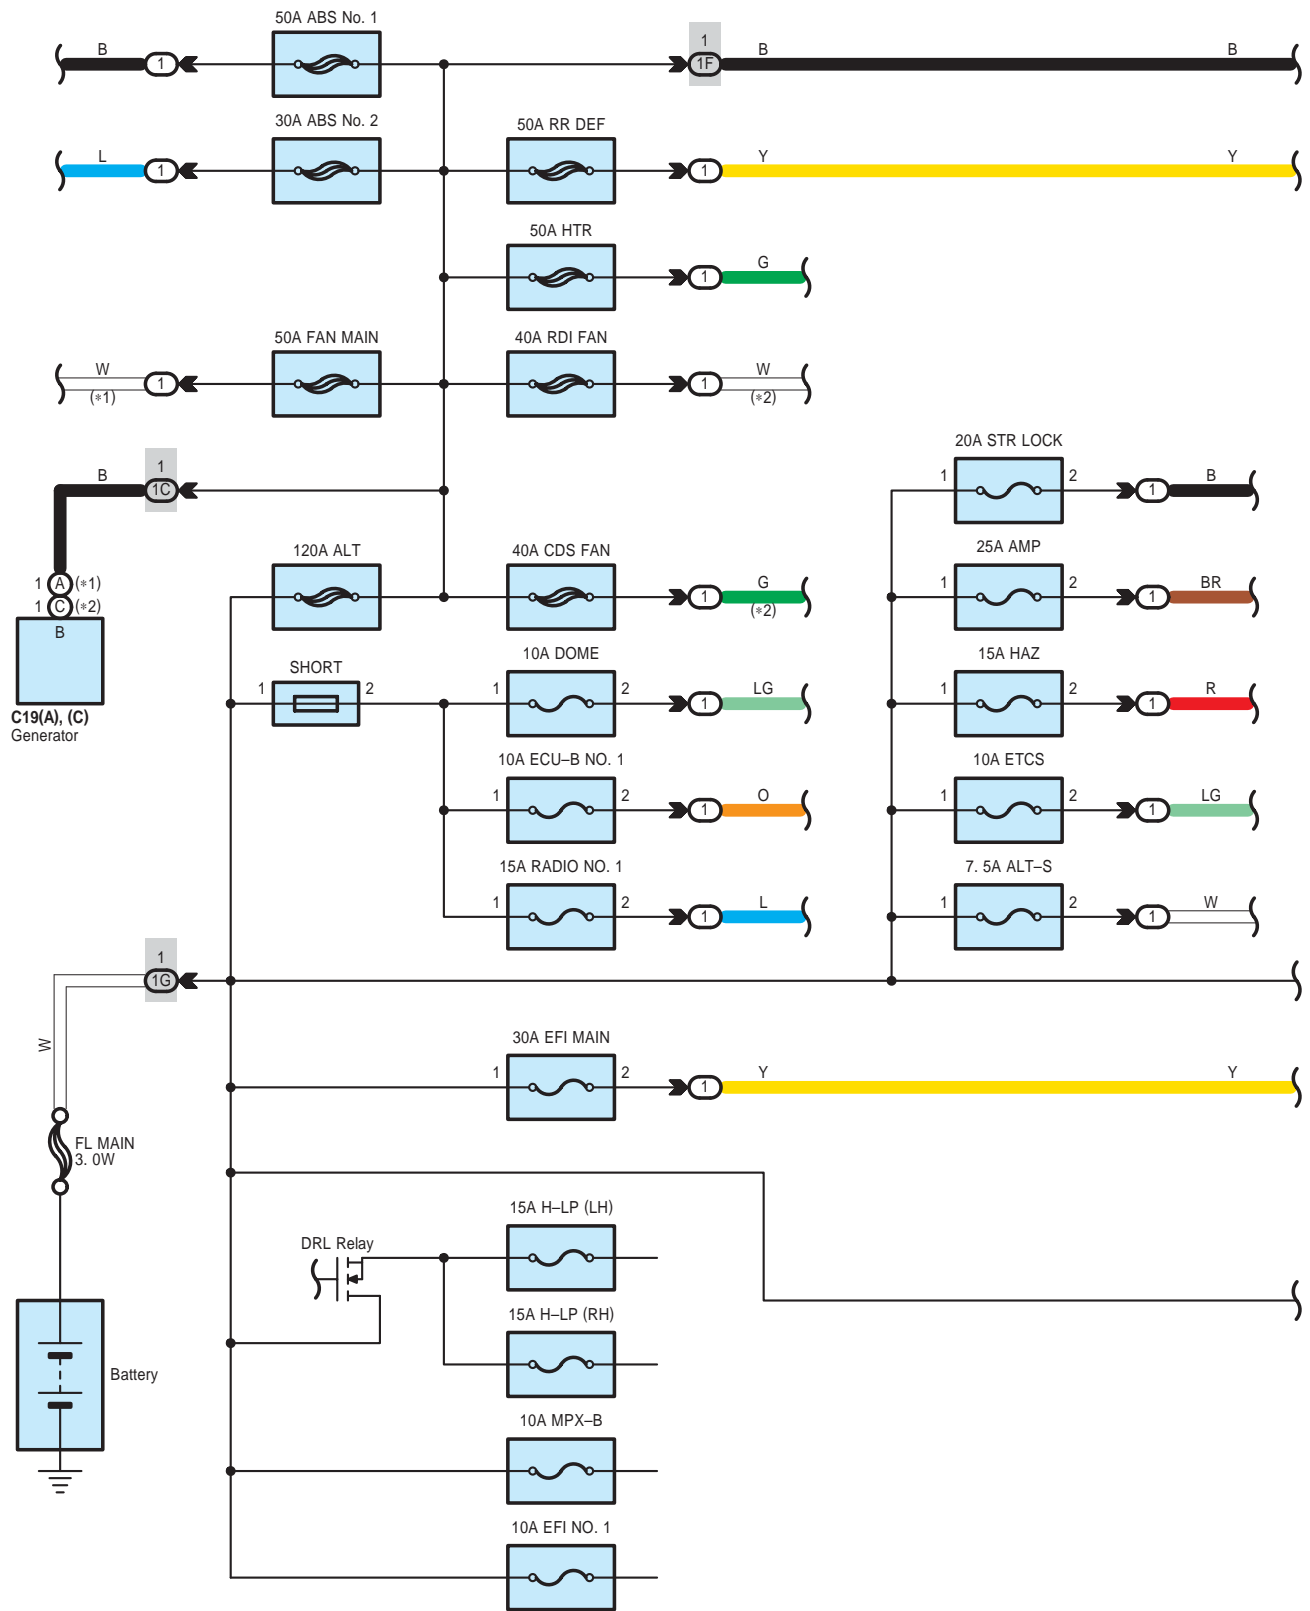 50A ABS No. 1
1
B
1
1F
B
B
30A ABS No. 2
50A RR DEF
L
1
1
Y
Y
50A HTR
1
G
50A FAN MAIN
40A RDI FAN
W
1
(*1)
1
W
(*2)
20A STR LOCK
1
B
1C
1
2
1
B
120A ALT
40A CDS FAN
25A AMP
1 A (*1)
1 C (*2)
B
1
G
(*2)
1
2
1
BR
C19(A), (C)
Generator
SHORT
10A DOME
15A HAZ
1
2
1
2
1
LG
1
2
1
R
10A ECU–B NO. 1
10A ETCS
1
2
1
O
1
2
1
LG
15A RADIO NO. 1
7. 5A ALT–S
1
2
1
L
1
2
1
W
1
1G
W
30A EFI MAIN
1
2
1
Y
Y
FL MAIN
3. 0W
15A H–LP (LH)
DRL Relay
15A H–LP (RH)
Battery
10A MPX–B
10A EFI NO. 1